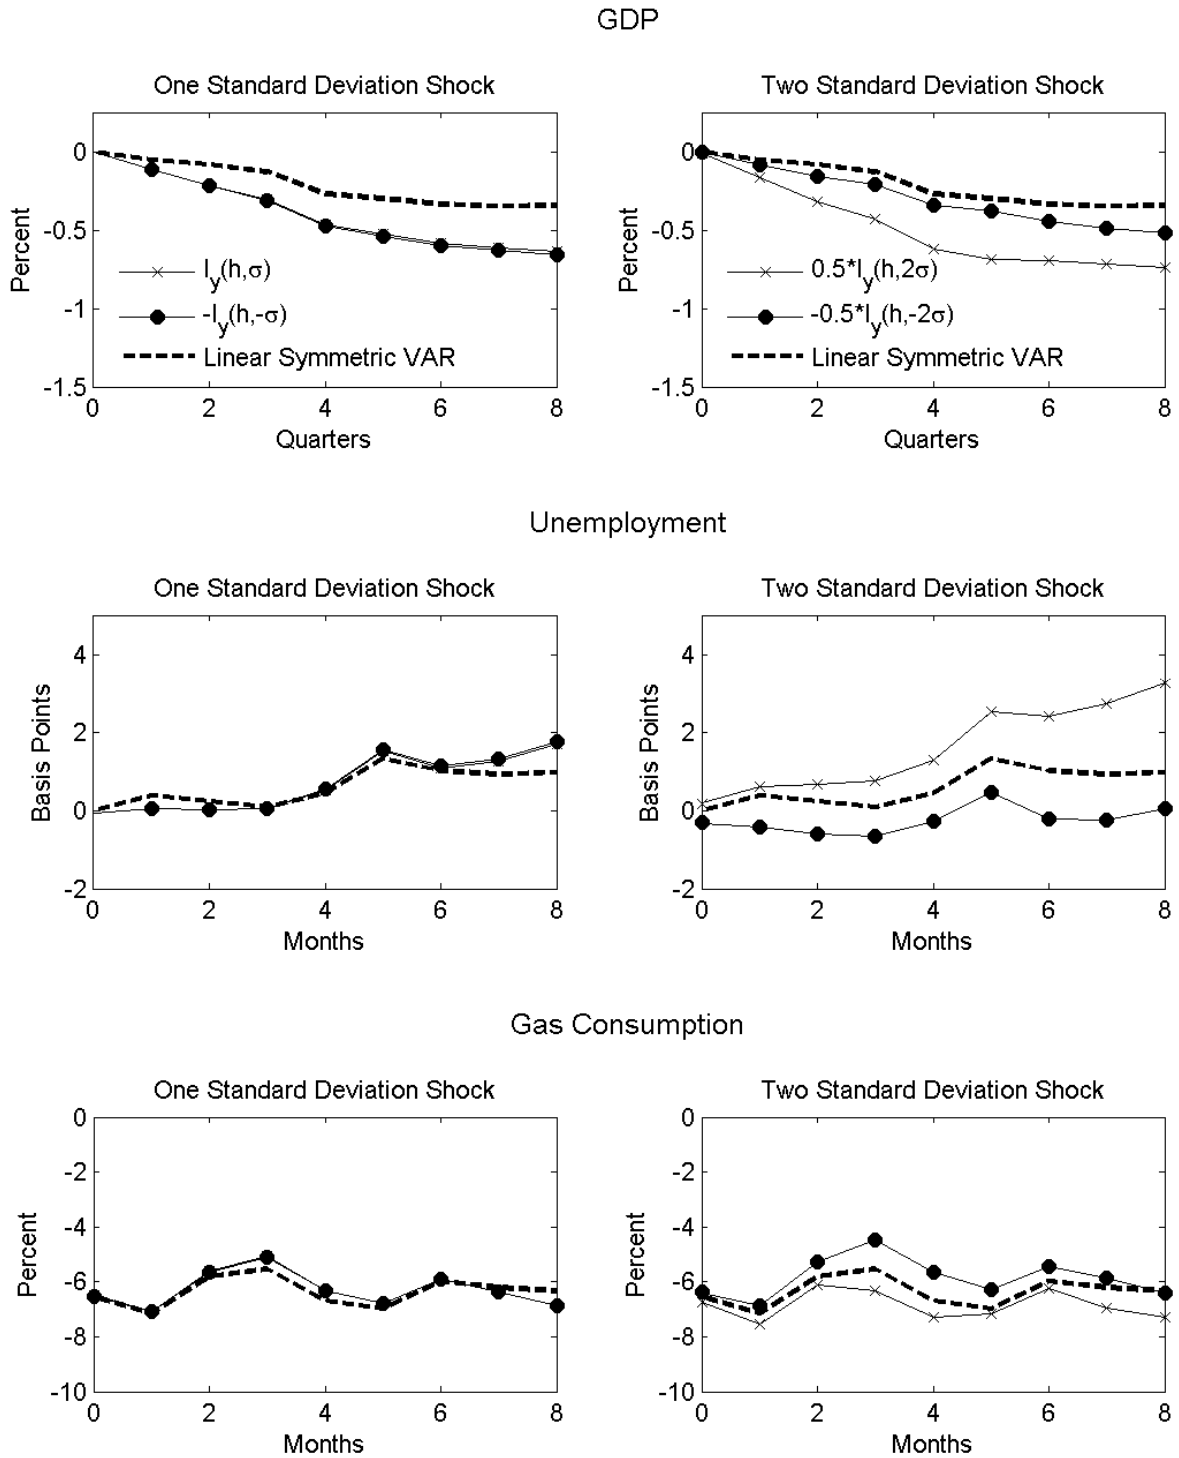 GDP
One Standard Deviation Shock
Two Standard Deviation Shock
0
-0.5
-1
-1.5
Percent
I_y(h,σ)
-I_y(h,-σ)
Linear Symmetric VAR
0 2 4 6 8
Quarters
0
-0.5
-1
-1.5
Percent
0.5*I_y(h,2σ)
-0.5*I_y(h,-2σ)
Linear Symmetric VAR
0 2 4 6 8
Quarters
Unemployment
One Standard Deviation Shock
Two Standard Deviation Shock
4
2
0
-2
Basis Points
0 2 4 6 8
Months
4
2
0
-2
Basis Points
0 2 4 6 8
Months
Gas Consumption
One Standard Deviation Shock
Two Standard Deviation Shock
0
-2
-4
-6
-8
-10
Percent
0 2 4 6 8
Months
0
-2
-4
-6
-8
-10
Percent
0 2 4 6 8
Months